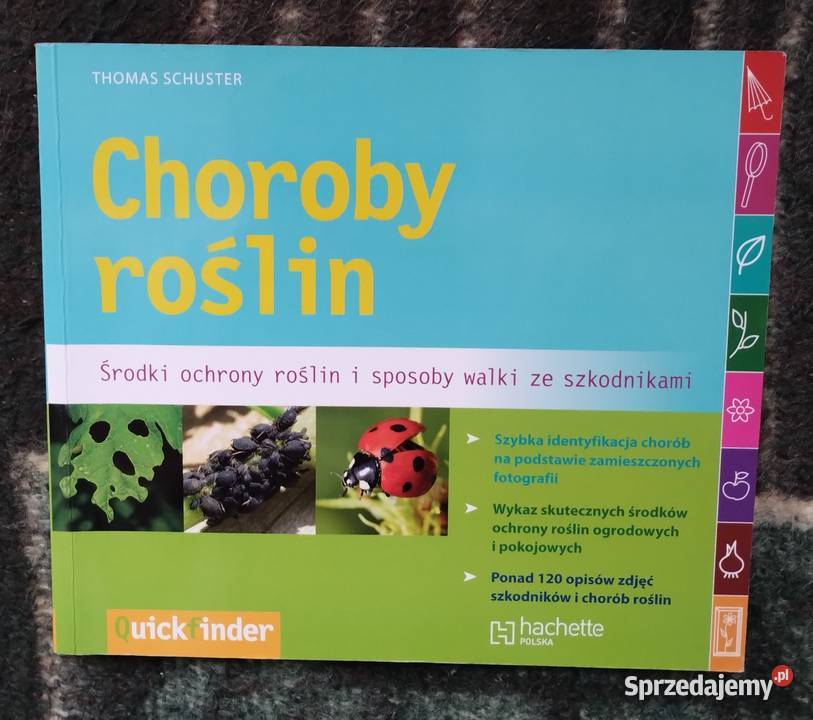 THOMAS SCHUSTER
Choroby
roślin
Środki ochrony roślin i sposoby walki ze szkodnikami
Szybka identyfikacja chorób
na podstawie zamieszczonych
fotografii
Wykaz skutecznych środków
ochrony roślin ogrodowych
i pokojowych
Ponad 120 opisów zdjęć
szkodników i chorób roślin
Quickfinder
hachette
POLSKA
Sprzedajemy.pl